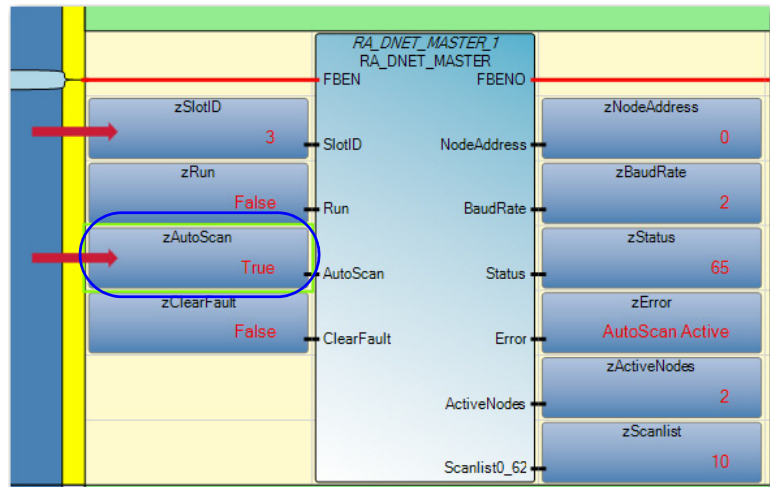 RA_DNET_MASTER_1
RA_DNET_MASTER
FBEN FBENO
zSlotID
3
SlotID
NodeAddress
zNodeAddress
0
zRun
False
Run
BaudRate
zBaudRate
2
zAutoScan
True
AutoScan
Status
zStatus
65
zClearFault
False
ClearFault
Error
zError
AutoScan Active
ActiveNodes
zActiveNodes
2
Scanlist0_62
zScanlist
10